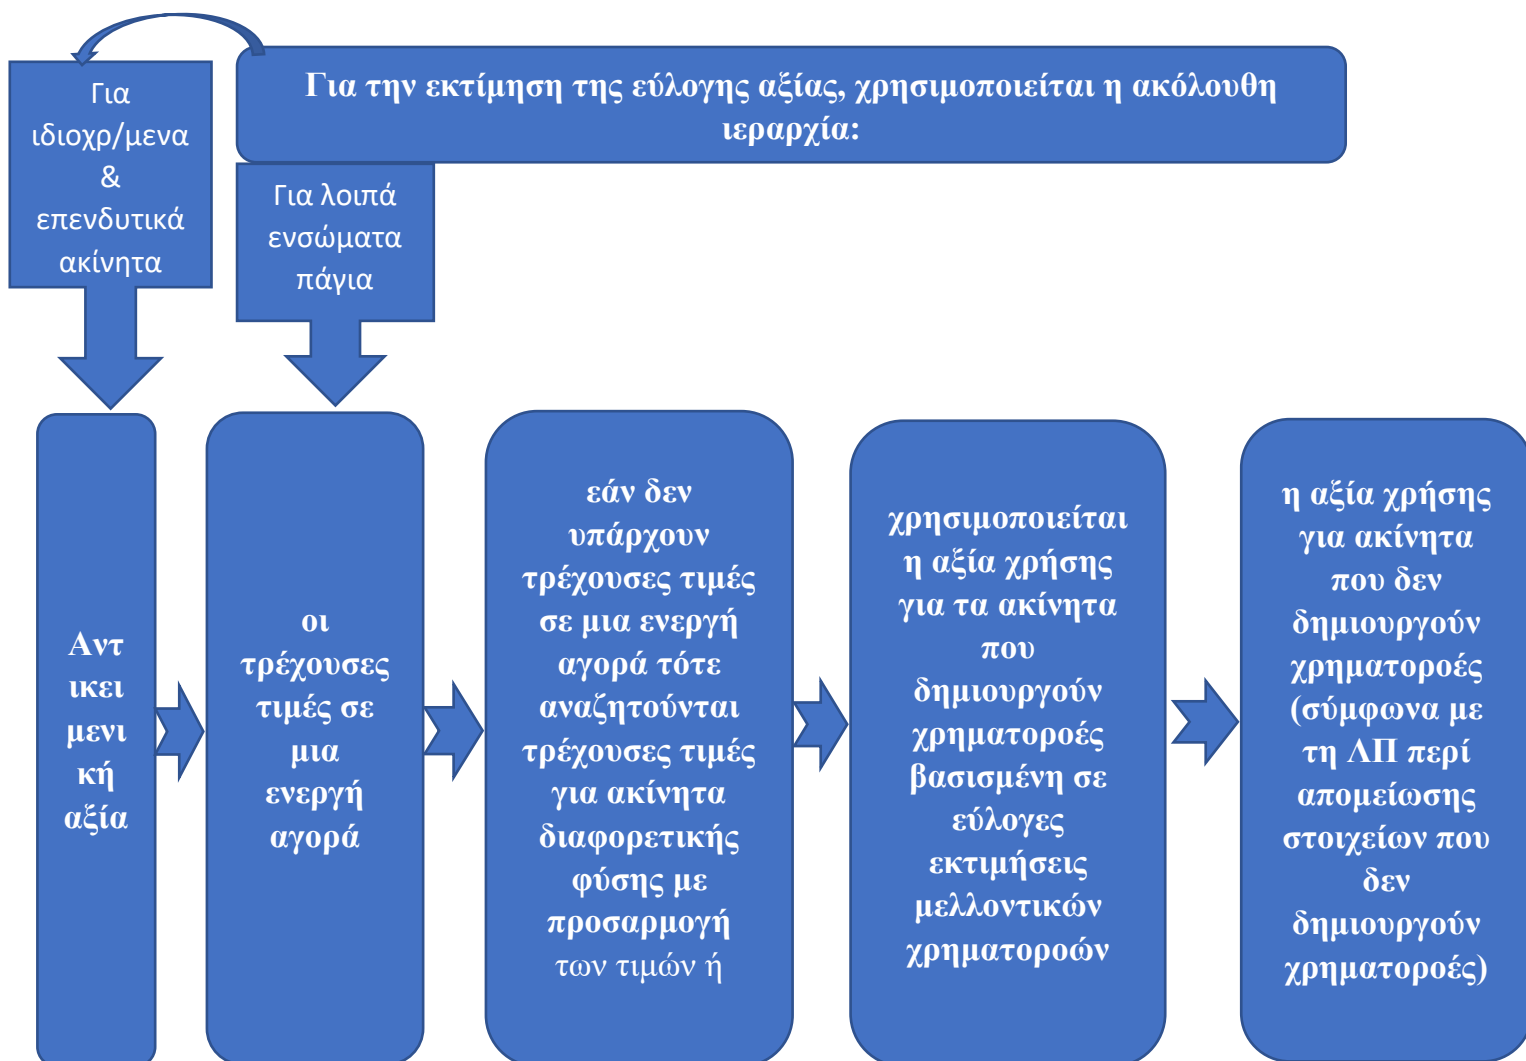 Για την εκτίμηση της εύλογης αξίας, χρησιμοποιείται η ακόλουθη
ιεραρχία:
Για
ιδιοχρ/μενα
&
επενδυτικά
ακίνητα
Για λοιπά
ενσώματα
πάγια
Αντ
ικει
μενι
κή
αξία
οι
τρέχουσες
τιμές σε
μια
ενεργή
αγορά
εάν δεν
υπάρχουν
τρέχουσες τιμές
σε μια ενεργή
αγορά τότε
αναζητούνται
τρέχουσες τιμές
για ακίνητα
διαφορετικής
φύσης με
προσαρμογή
των τιμών ή
χρησιμοποιείται
η αξία χρήσης
για τα ακίνητα
που
δημιουργούν
χρηματοροές
βασισμένη σε
εύλογες
εκτιμήσεις
μελλοντικών
χρηματοροών
η αξία χρήσης
για ακίνητα
που δεν
δημιουργούν
χρηματοροές
(σύμφωνα με
τη ΛΠ περί
απομείωσης
στοιχείων που
δεν
δημιουργούν
χρηματοροές)